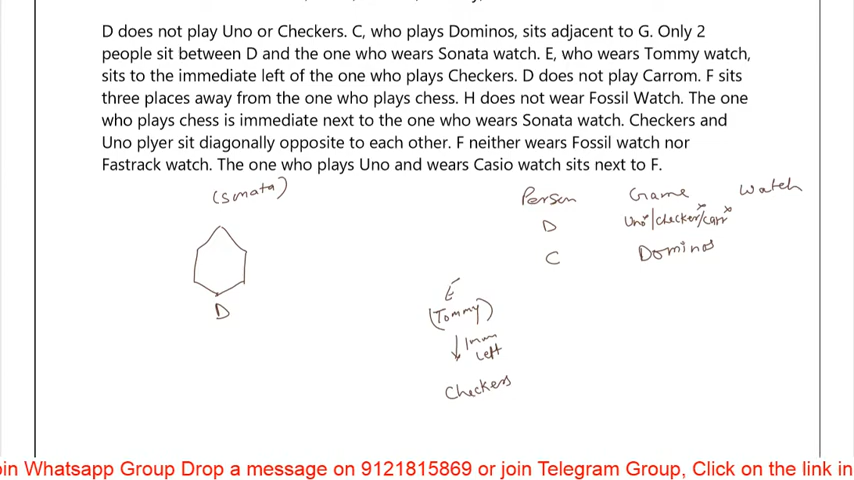 D does not play Uno or Checkers. C, who plays Dominos, sits adjacent to G. Only 2
people sit between D and the one who wears Sonata watch. E, who wears Tommy watch,
sits to the immediate left of the one who plays Checkers. D does not play Carrom. F sits
three places away from the one who plays chess. H does not wear Fossil Watch. The one
who plays chess is immediate next to the one who wears Sonata watch. Checkers and
Uno plyer sit diagonally opposite to each other. F neither wears Fossil watch nor
Fastrack watch. The one who plays Uno and wears Casio watch sits next to F.
(Sonata)
Person Game Watch
D Uno/checker/carr
C Dominos
D
E
(Tommy)
Imm
Left
Checkers
oin Whatsapp Group Drop a message on 9121815869 or join Telegram Group, Click on the link in